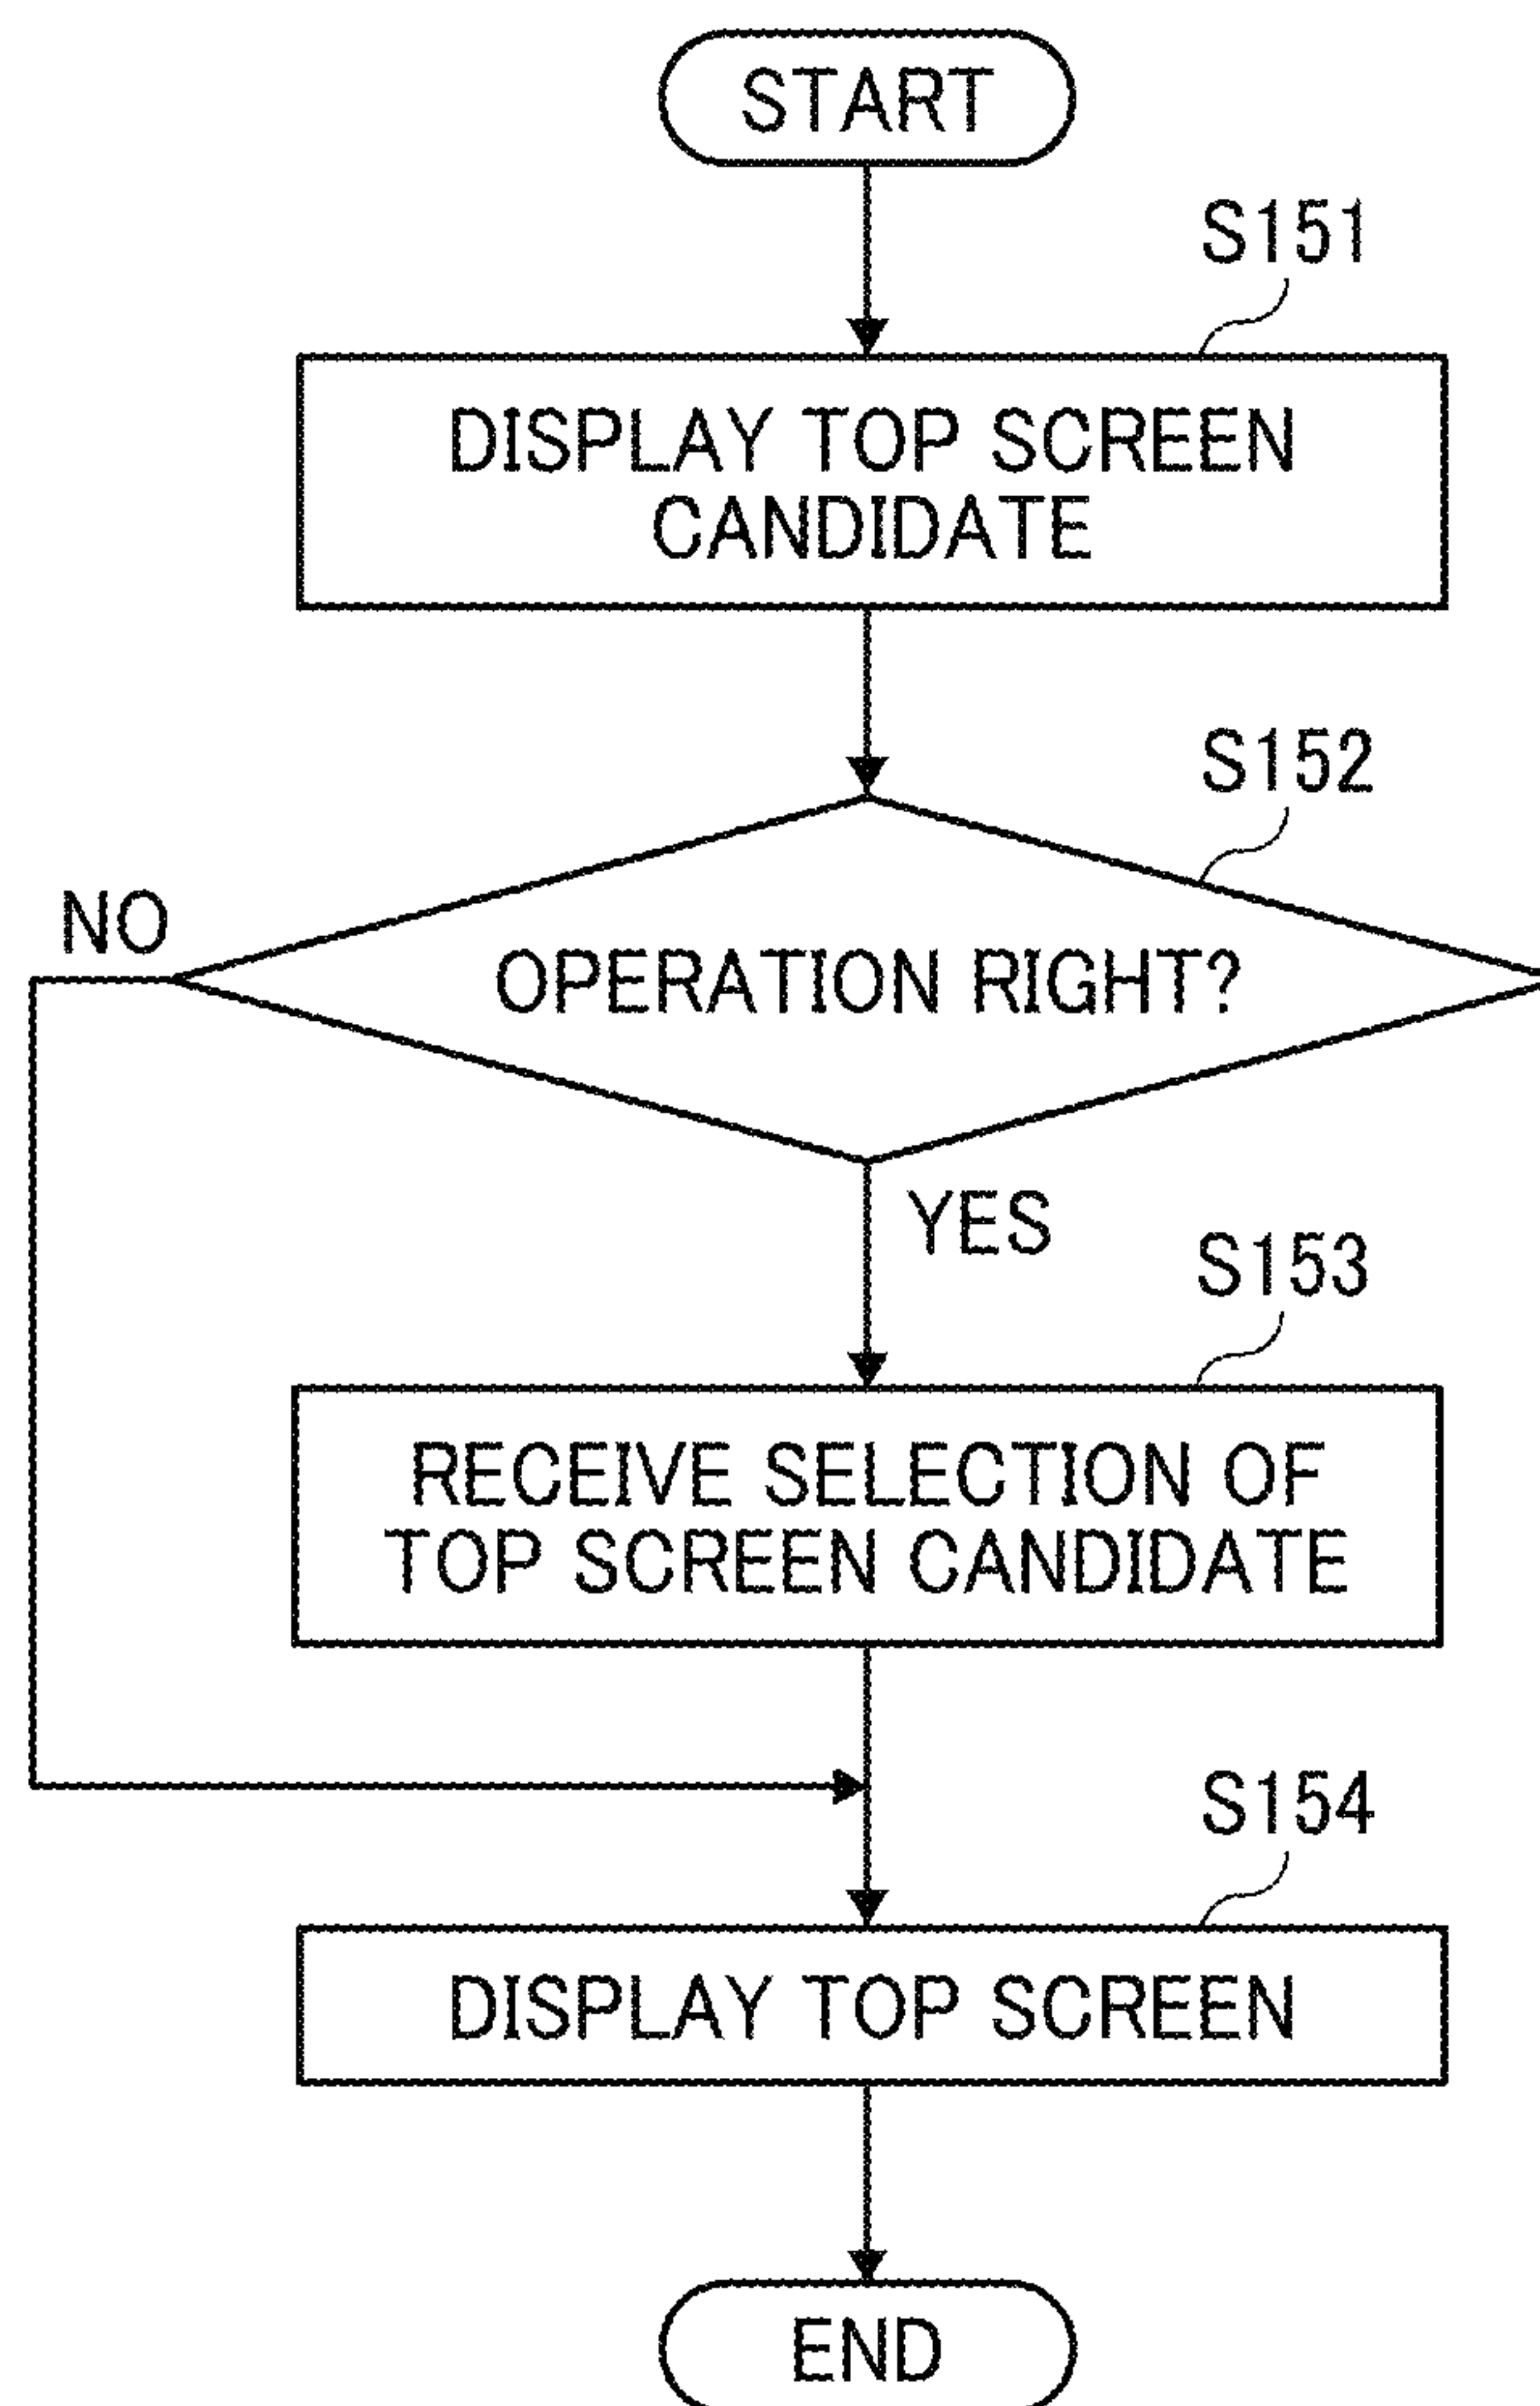 START
S151
DISPLAY TOP SCREEN
CANDIDATE
S152
NO
OPERATION RIGHT?
YES
S153
RECEIVE SELECTION OF
TOP SCREEN CANDIDATE
S154
DISPLAY TOP SCREEN
END